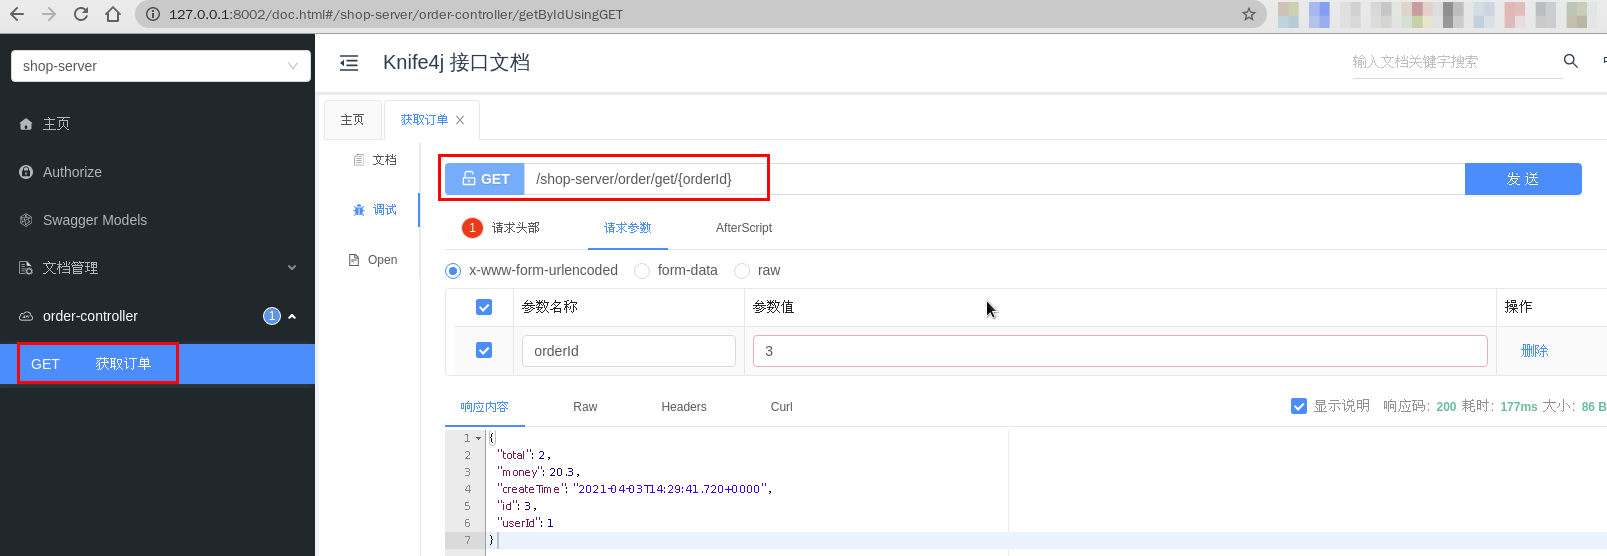 127.0.0.1:8002/doc.html#/shop-server/order-controller/getByIdUsingGET
shop-server
Knife4j 接口文档
输入文档关键字搜索
主页
Authorize
Swagger Models
文档管理
order-controller
1
GET 获取订单
主页
获取订单
文档
调试
Open
GET /shop-server/order/get/{orderId}
发 送
1 请求头部 请求参数 AfterScript
x-www-form-urlencoded form-data raw
参数名称 参数值 操作
orderId 3 删除
响应内容 Raw Headers Curl
显示说明 响应码: 200 耗时: 177ms 大小: 86 B
1 {
2 "total": 2,
3 "money": 20.3,
4 "createTime": "2021-04-03T14:29:41.720+0000",
5 "id": 3,
6 "userId": 1
7 }